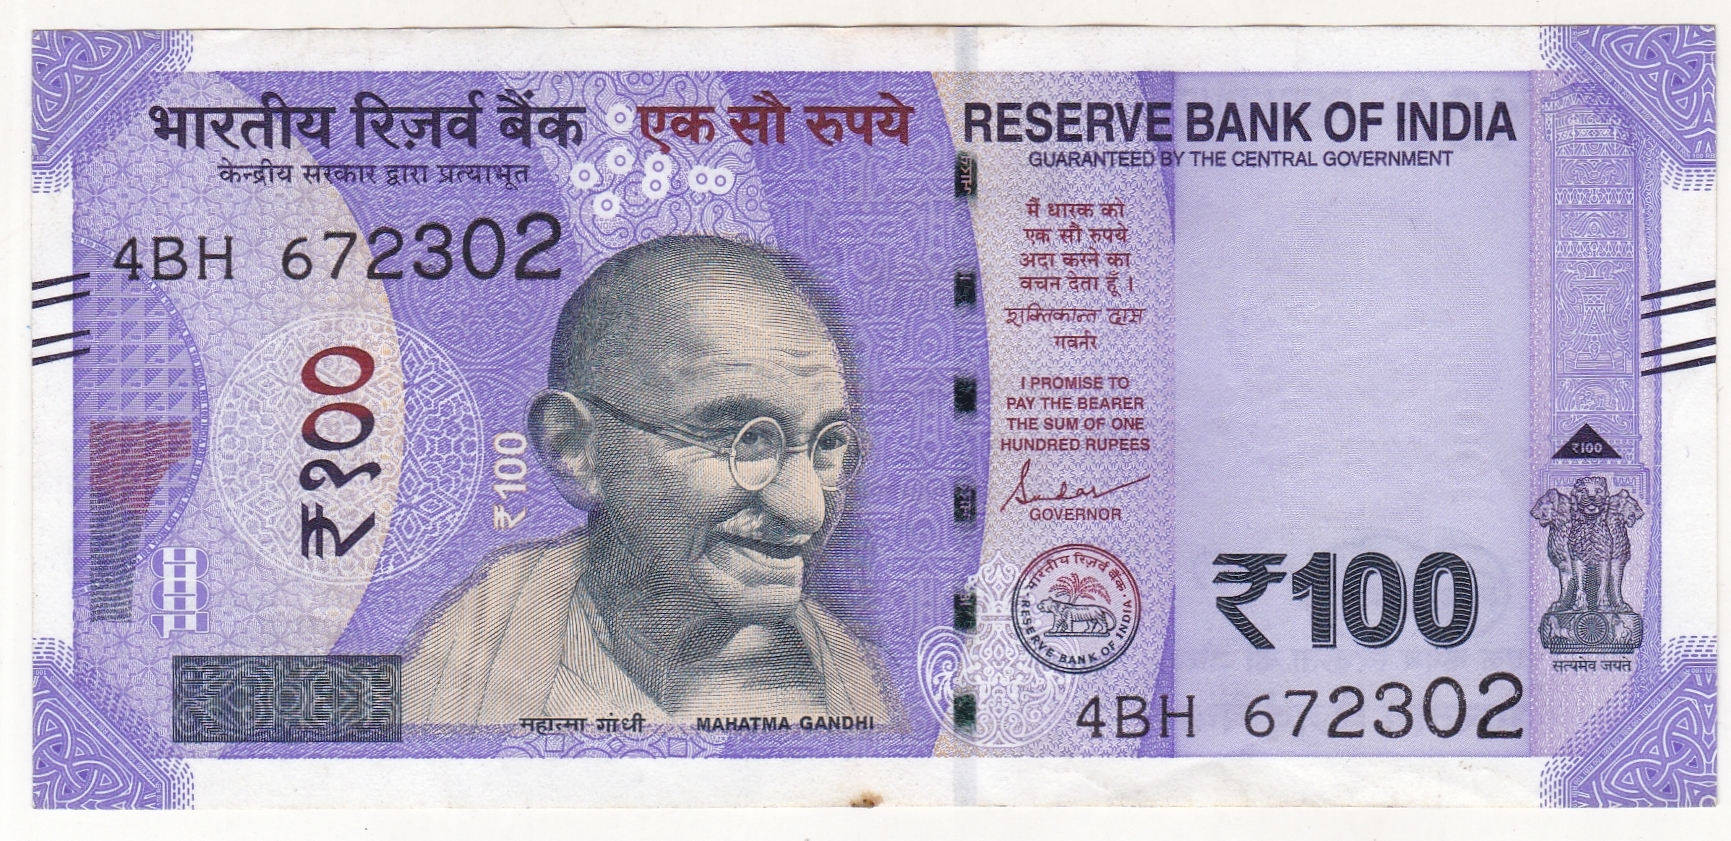 भारतीय रिज़र्व बैंक
केन्द्रीय सरकार द्वारा प्रत्याभूत
एक सौ रुपये
RESERVE BANK OF INDIA
GUARANTEED BY THE CENTRAL GOVERNMENT
4BH 672302
₹१००
₹100
मैं धारक को
एक सौ रुपये
अदा करने का
वचन देता हूँ ।
शक्तिकान्त दास
गवर्नर
I PROMISE TO
PAY THE BEARER
THE SUM OF ONE
HUNDRED RUPEES
GOVERNOR
भारतीय रिज़र्व बैंक
RESERVE BANK OF INDIA
₹100
₹100
सत्यमेव जयते
महात्मा गांधी
MAHATMA GANDHI
4BH 672302